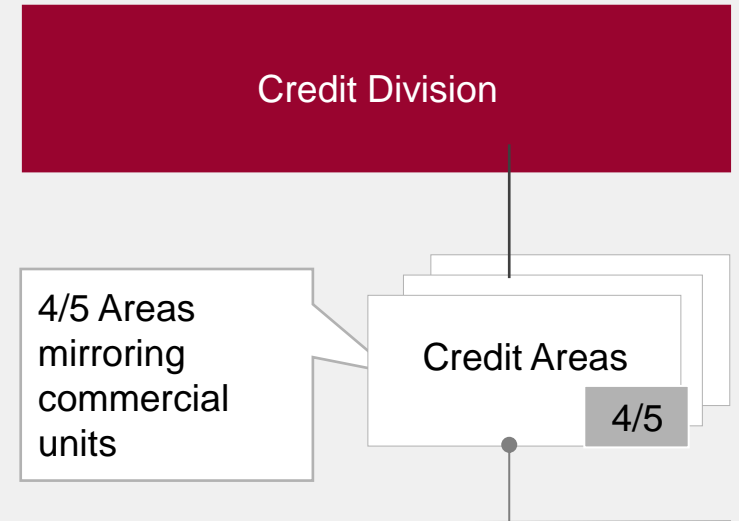 Credit Division
4/5 Areas
mirroring
commercial
units
Credit Areas
4/5